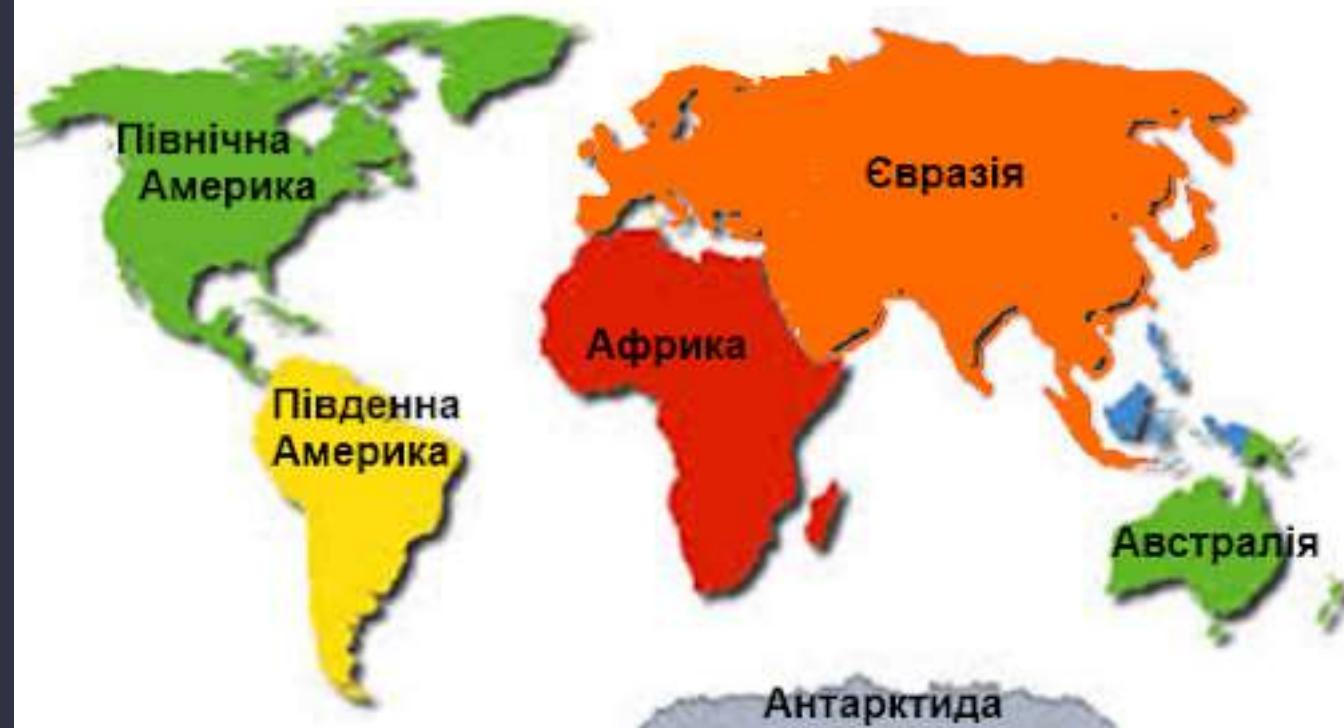 Північна
Америка
Євразія
Африка
Південна
Америка
Австралія
Антарктида